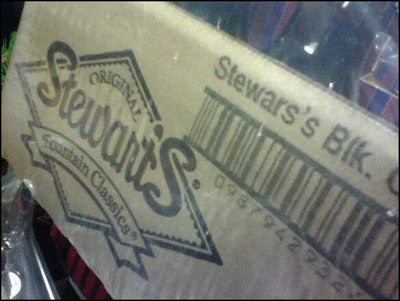 ORIGINAL
Stewart's®
Fountain Classics®
Stewars's Blk.